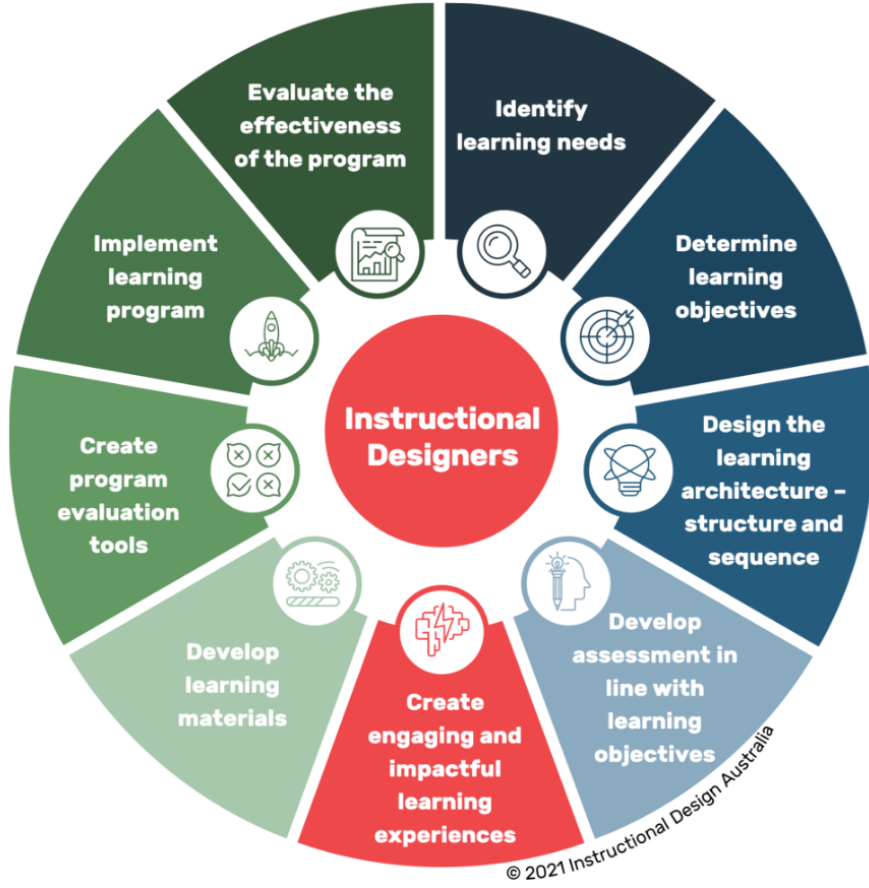 Instructional
Designers
Identify
learning needs
Determine
learning
objectives
Design the
learning
architecture –
structure and
sequence
Develop
assessment in
line with
learning
objectives
Create
engaging and
impactful
learning
experiences
Develop
learning
materials
Create
program
evaluation
tools
Implement
learning
program
Evaluate the
effectiveness
of the program
© 2021 Instructional Design Australia